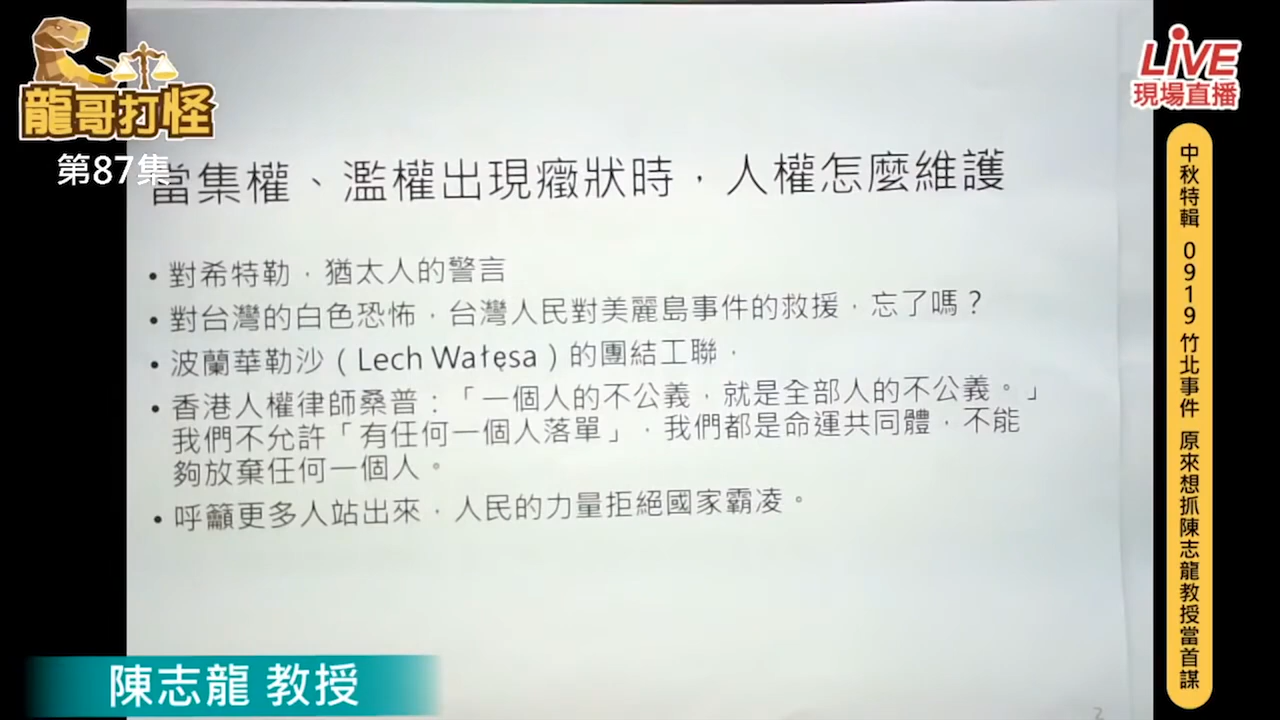 龍哥打怪
第87集
LIVE
現場直播
當集權、濫權出現癥狀時，人權怎麼維護
• 對希特勒，猶太人的警言
• 對台灣的白色恐怖，台灣人民對美麗島事件的救援，忘了嗎？
• 波蘭華勒沙（Lech Wałęsa）的團結工聯，
• 香港人權律師桑普：「一個人的不公義，就是全部人的不公義。」
我們不允許「有任何一個人落單」，我們都是命運共同體，不能
夠放棄任何一個人。
• 呼籲更多人站出來，人民的力量拒絕國家霸凌。
2
中秋特輯 0919竹北事件 原來想抓陳志龍教授當首謀
陳志龍 教授